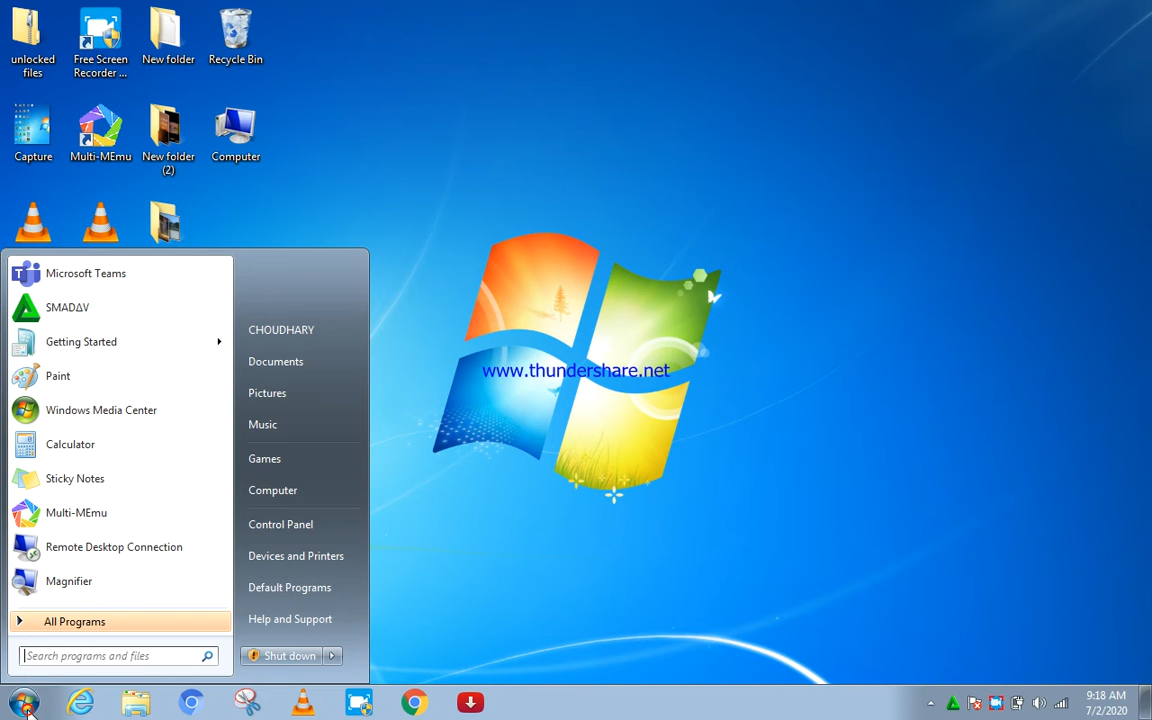 unlocked
files
Free Screen
Recorder ...
New folder
Recycle Bin
Capture
Multi-MEmu
New folder
(2)
Computer
Microsoft Teams
SMADΔV
Getting Started
Paint
Windows Media Center
Calculator
Sticky Notes
Multi-MEmu
Remote Desktop Connection
Magnifier
All Programs
Search programs and files
CHOUDHARY
Documents
Pictures
Music
Games
Computer
Control Panel
Devices and Printers
Default Programs
Help and Support
Shut down
www.thundershare.net
9:18 AM
7/2/2020